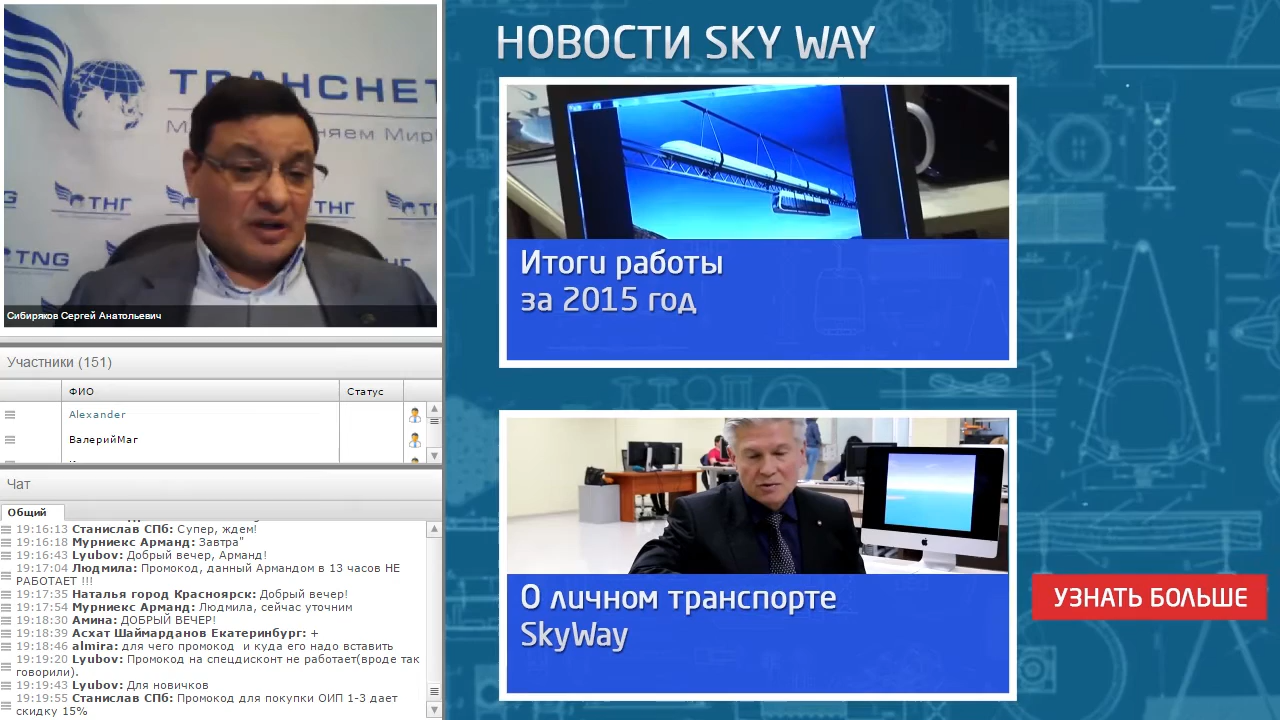 ТРАНСНЕТ
няем Мир
ТНГ
TNG
Сибиряков Сергей Анатольевич
Участники (151)
ФИО
Статус
Alexander
ВалерийМаг
Чат
Общий
19:16:13 Станислав СПб: Супер, ждем!
19:16:18 Мурниекс Арманд: Завтра"
19:16:43 Lyubov: Добрый вечер, Арманд!
19:17:04 Людмила: Промокод, данный Армандом в 13 часов НЕ
РАБОТАЕТ !!!
19:17:35 Наталья город Красноярск: Добрый вечер!
19:17:54 Мурниекс Арманд: Людмила, сейчас уточним
19:18:30 Амина: ДОБРЫЙ ВЕЧЕР!
19:18:39 Асхат Шаймарданов Екатеринбург: +
19:18:46 almira: для чего промокод  и куда его надо вставить
19:19:20 Lyubov: Промокод на спецдисконт не работает(вроде так
говорили).
19:19:43 Lyubov: Для новичков
19:19:55 Станислав СПб: Промокод для покупки ОИП 1-3 дает
скидку 15%
НОВОСТИ SKY WAY
Итоги работы
за 2015 год
О личном транспорте
SkyWay
УЗНАТЬ БОЛЬШЕ